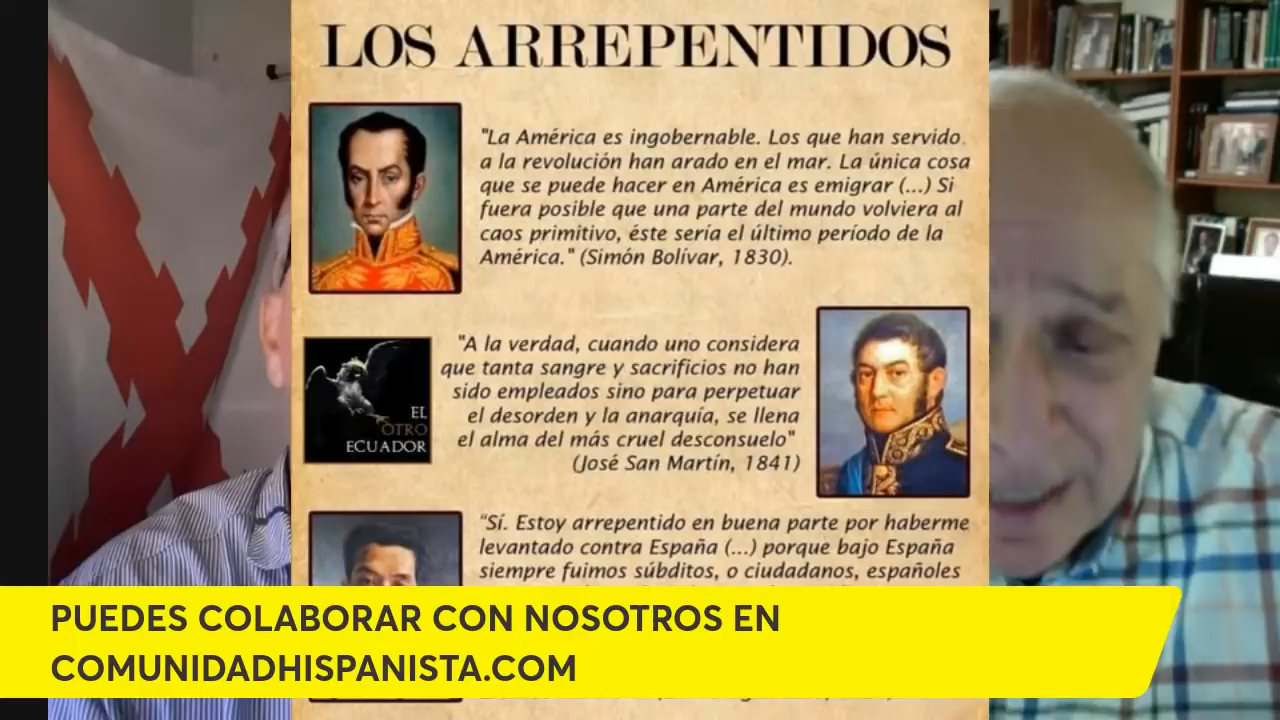 LOS ARREPENTIDOS
"La América es ingobernable. Los que han servido
a la revolución han arado en el mar. La única cosa
que se puede hacer en América es emigrar (...) Si
fuera posible que una parte del mundo volviera al
caos primitivo, éste sería el último período de la
América." (Simón Bolívar, 1830).
"A la verdad, cuando uno considera
que tanta sangre y sacrificios no han
sido empleados sino para perpetuar
el desorden y la anarquía, se llena
el alma del más cruel desconsuelo"
(José San Martín, 1841)
EL
OTRO
ECUADOR
"Sí. Estoy arrepentido en buena parte por haberme
levantado contra España (...) porque bajo España
siempre fuimos súbditos, o ciudadanos, españoles
PUEDES COLABORAR CON NOSOTROS EN
COMUNIDADHISPANISTA.COM